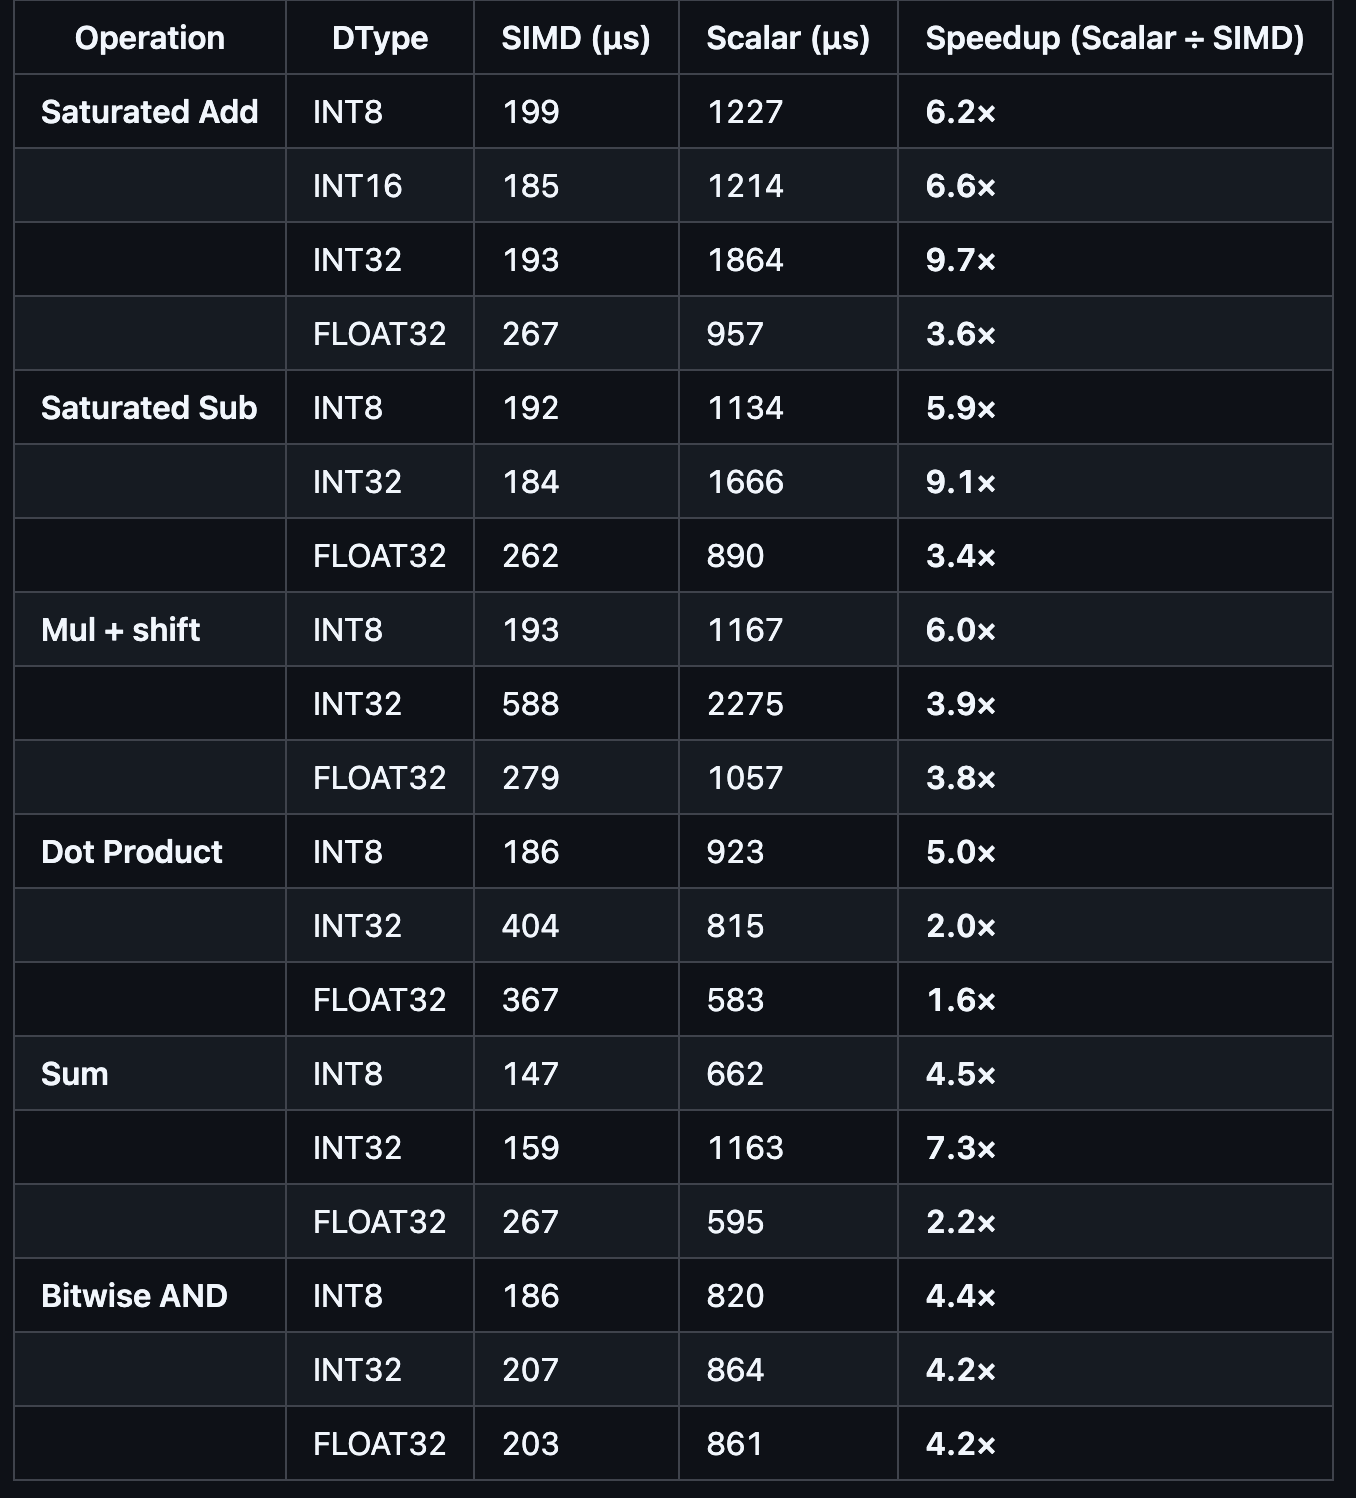 Operation DType SIMD (μs) Scalar (μs) Speedup (Scalar ÷ SIMD)
Saturated Add INT8 199 1227 6.2×
INT16 185 1214 6.6×
INT32 193 1864 9.7×
FLOAT32 267 957 3.6×
Saturated Sub INT8 192 1134 5.9×
INT32 184 1666 9.1×
FLOAT32 262 890 3.4×
Mul + shift INT8 193 1167 6.0×
INT32 588 2275 3.9×
FLOAT32 279 1057 3.8×
Dot Product INT8 186 923 5.0×
INT32 404 815 2.0×
FLOAT32 367 583 1.6×
Sum INT8 147 662 4.5×
INT32 159 1163 7.3×
FLOAT32 267 595 2.2×
Bitwise AND INT8 186 820 4.4×
INT32 207 864 4.2×
FLOAT32 203 861 4.2×